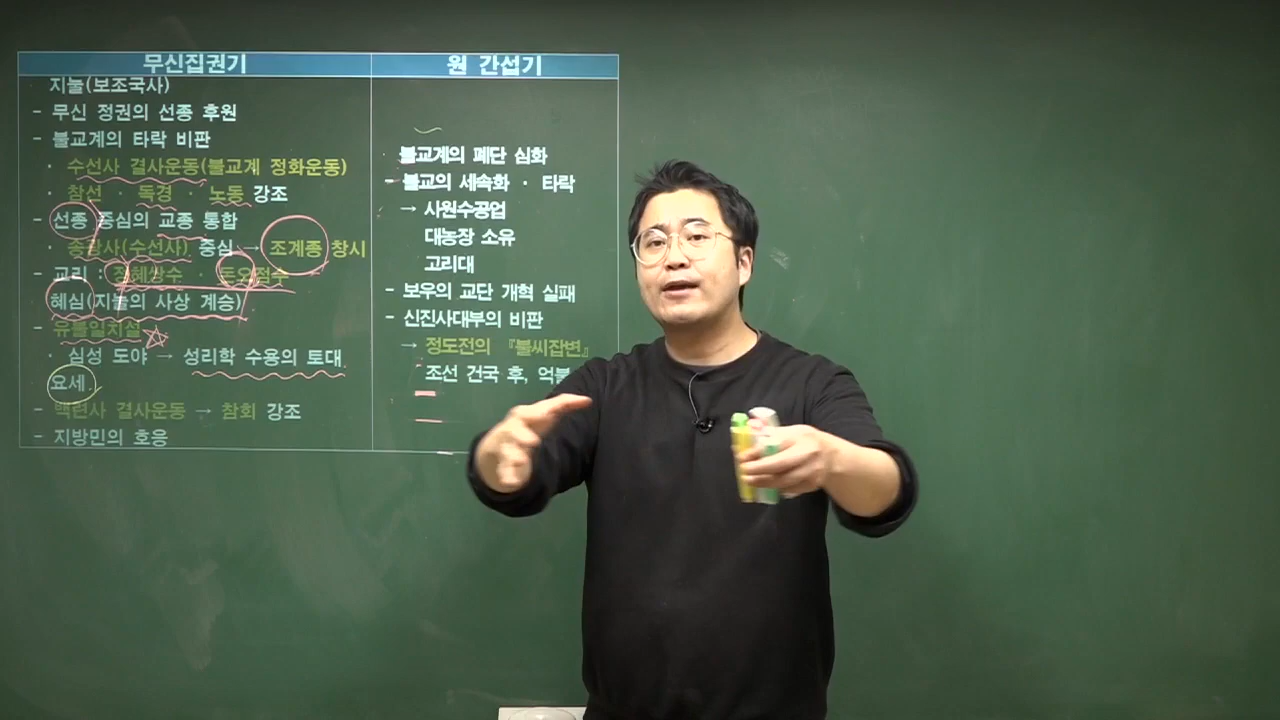 무신집권기
지눌(보조국사)
- 무신 정권의 선종 후원
- 불교계의 타락 비판
· 수선사 결사운동(불교계 정화운동)
· 참선 · 독경 · 노동 강조
- 선종 중심의 교종 통합
· 송광사(수선사) 중심 → 조계종 창시
- 교리 : 정혜쌍수 · 돈오점수
혜심(지눌의 사상 계승)
- 유불일치설
· 심성 도야 → 성리학 수용의 토대
요세
- 백련사 결사운동 → 참회 강조
- 지방민의 호응
원 간섭기
불교계의 폐단 심화
- 불교의 세속화 · 타락
→ 사원수공업
대농장 소유
고리대
- 보우의 교단 개혁 실패
- 신진사대부의 비판
→ 정도전의 『불씨잡변』
조선 건국 후, 억불